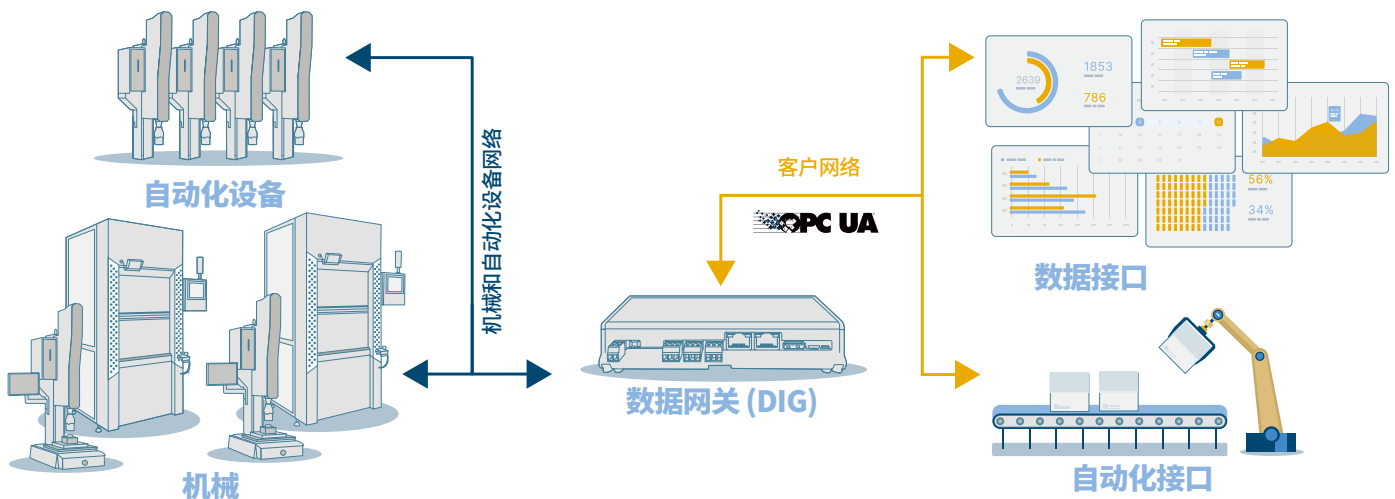 自动化设备
机械和自动化设备网络
机械
客户网络
OPC UA
数据网关 (DIG)
2639
1853
786
56%
34%
数据接口
自动化接口